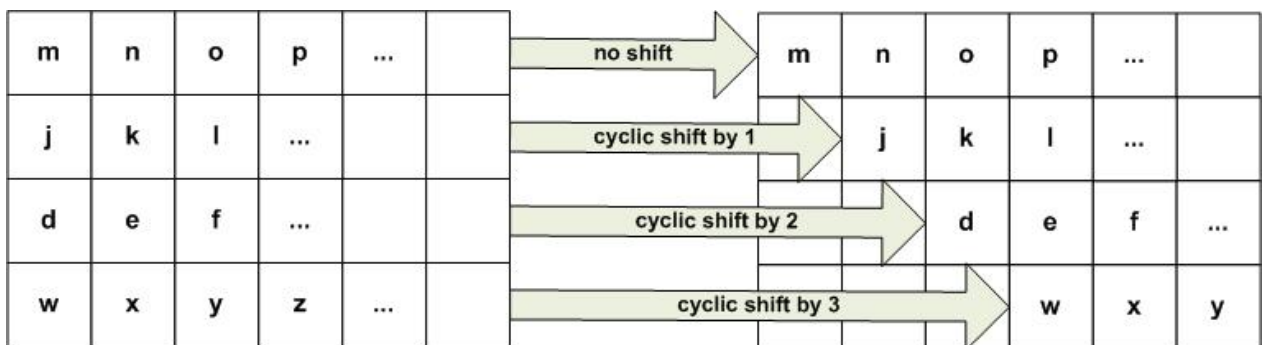 m n o p ... no shift m n o p ...
j k l ... cyclic shift by 1 j k l ...
d e f ... cyclic shift by 2 d e f ...
w x y z ... cyclic shift by 3 w x y